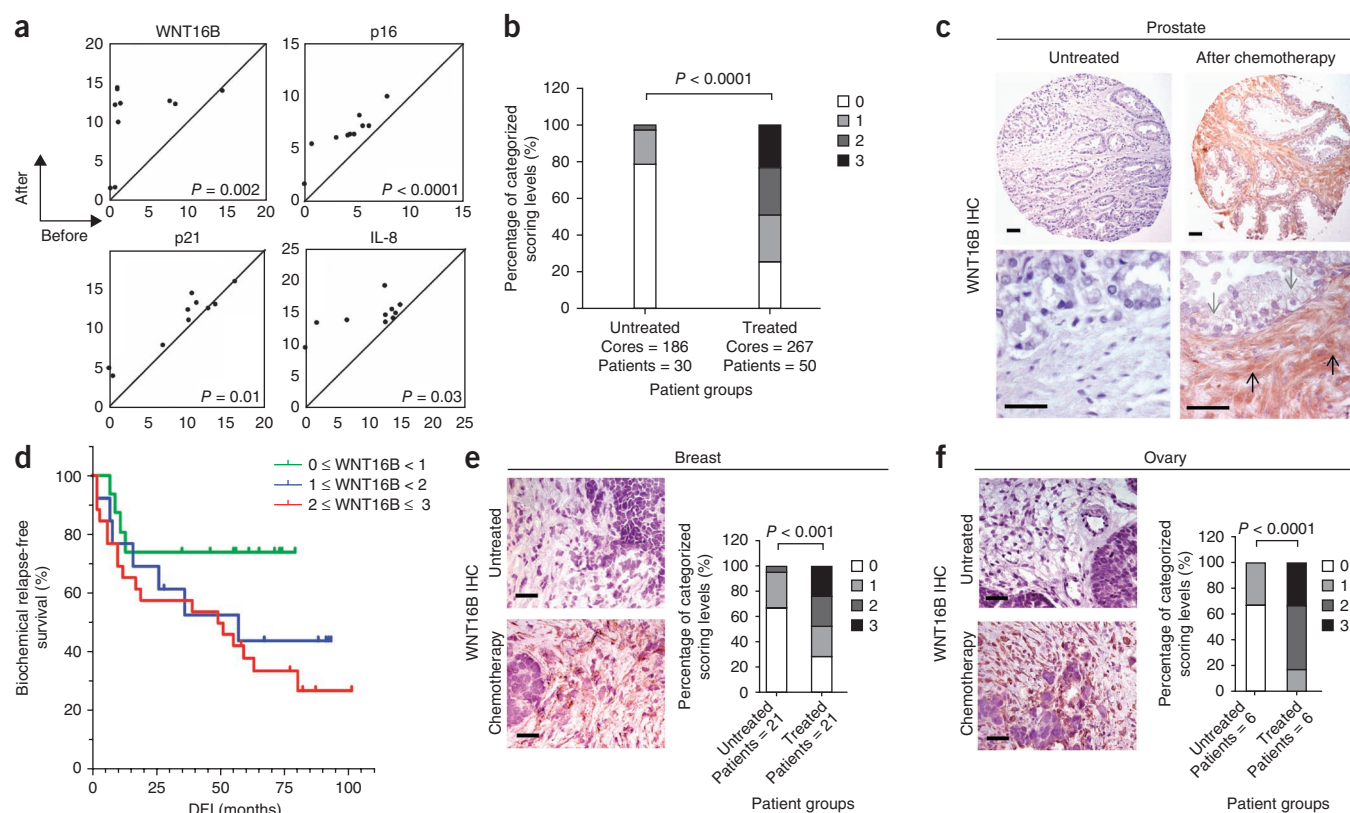 a
WNT16B
p16
20
15
10
5
0
0 5 10 15 20
P = 0.002
15
10
5
0
0 5 10 15
P < 0.0001
After
Before
p21
IL-8
20
15
10
5
0
0 5 10 15 20
P = 0.01
25
20
15
10
5
0
0 5 10 15 20 25
P = 0.03
b
P < 0.0001
Percentage of categorized
scoring levels (%)
100
80
60
40
20
0
0
1
2
3
Untreated
Cores = 186
Patients = 30
Treated
Cores = 267
Patients = 50
Patient groups
c
Prostate
Untreated
After chemotherapy
WNT16B IHC
d
Biochemical relapse-free
survival (%)
100
80
60
40
20
0
0 25 50 75 100
DFI (months)
0 ≤ WNT16B < 1
1 ≤ WNT16B < 2
2 ≤ WNT16B ≤ 3
e
Breast
WNT16B IHC
Untreated
Chemotherapy
P < 0.001
Percentage of categorized
scoring levels (%)
120
100
80
60
40
20
0
0
1
2
3
Untreated
Patients = 21
Treated
Patients = 21
Patient groups
f
Ovary
WNT16B IHC
Untreated
Chemotherapy
P < 0.0001
Percentage of categorized
scoring levels (%)
120
100
80
60
40
20
0
0
1
2
3
Untreated
Patients = 6
Treated
Patients = 6
Patient groups